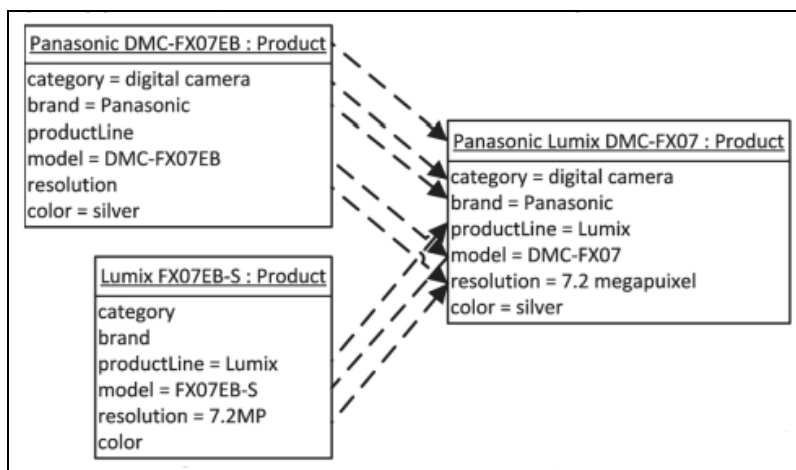 Panasonic DMC-FX07EB : Product
category = digital camera
brand = Panasonic
productLine
model = DMC-FX07EB
resolution
color = silver
Lumix FX07EB-S : Product
category
brand
productLine = Lumix
model = FX07EB-S
resolution = 7.2MP
color
Panasonic Lumix DMC-FX07 : Product
category = digital camera
brand = Panasonic
productLine = Lumix
model = DMC-FX07
resolution = 7.2 megapuixel
color = silver